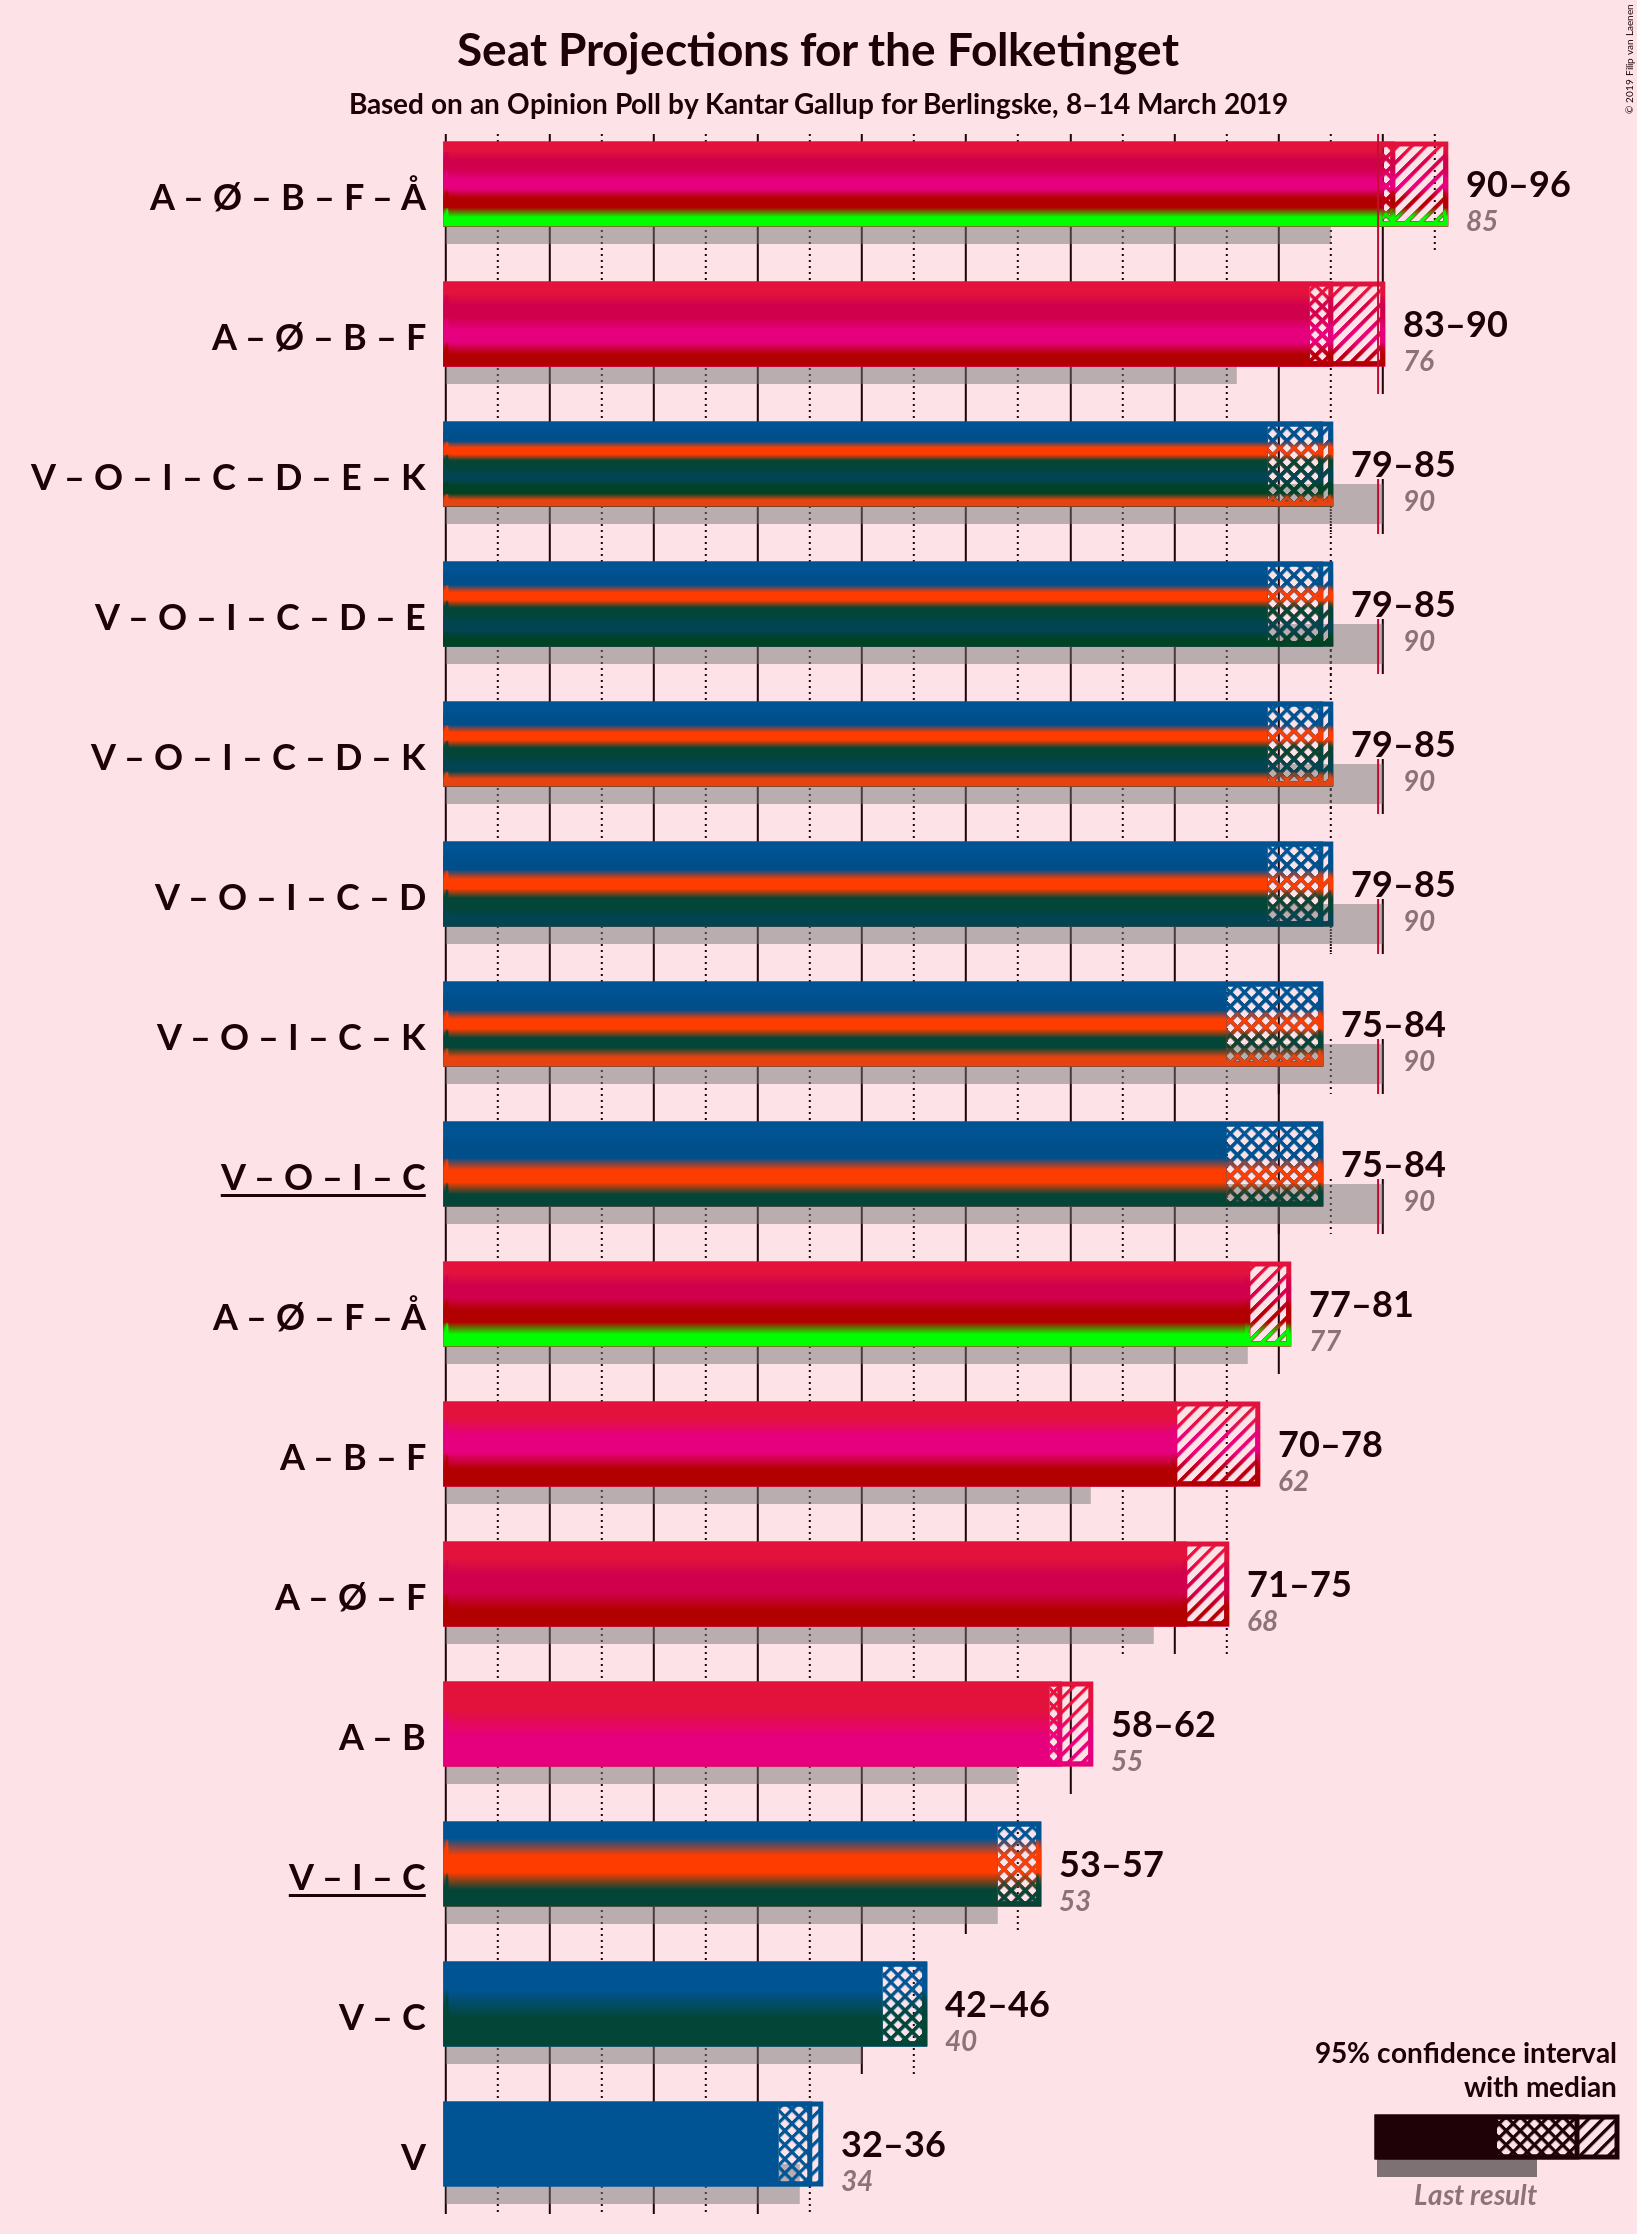 Seat Projections for the Folketinget
Based on an Opinion Poll by Kantar Gallup for Berlingske, 8–14 March 2019
© 2019 Filip van Laenen
A – Ø – B – F – Å
90–96
85
A – Ø – B – F
83–90
76
V – O – I – C – D – E – K
79–85
90
V – O – I – C – D – E
79–85
90
V – O – I – C – D – K
79–85
90
V – O – I – C – D
79–85
90
V – O – I – C – K
75–84
90
V – O – I – C
75–84
90
A – Ø – F – Å
77–81
77
A – B – F
70–78
62
A – Ø – F
71–75
68
A – B
58–62
55
V – I – C
53–57
53
V – C
42–46
40
V
32–36
34
95% confidence interval
with median
Last result